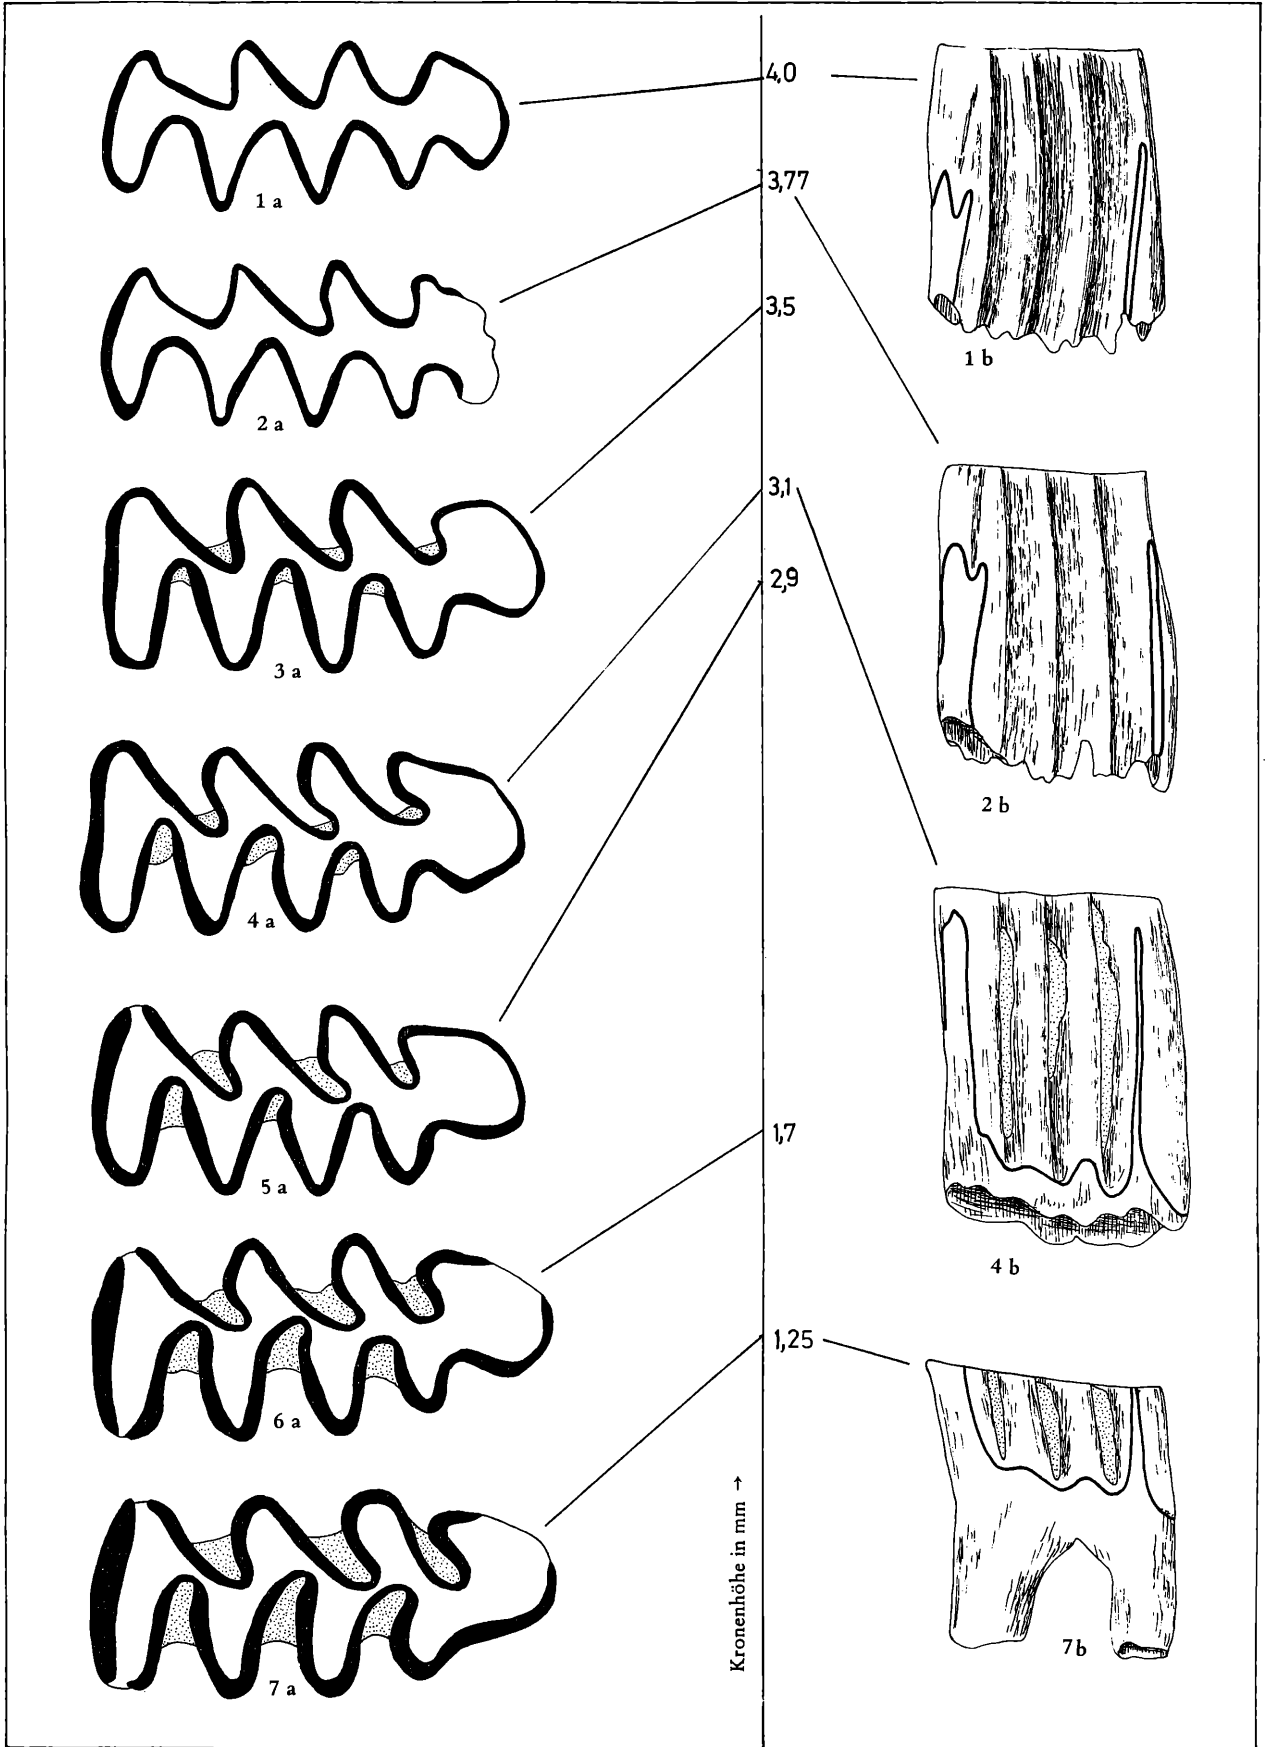 4,0
1 a
3,77
2 a
3,5
1 b
3 a
3,1
2,9
4 a
2 b
5 a
1,7
4 b
6 a
1,25
7 a
7 b
Kronenhöhe in mm →